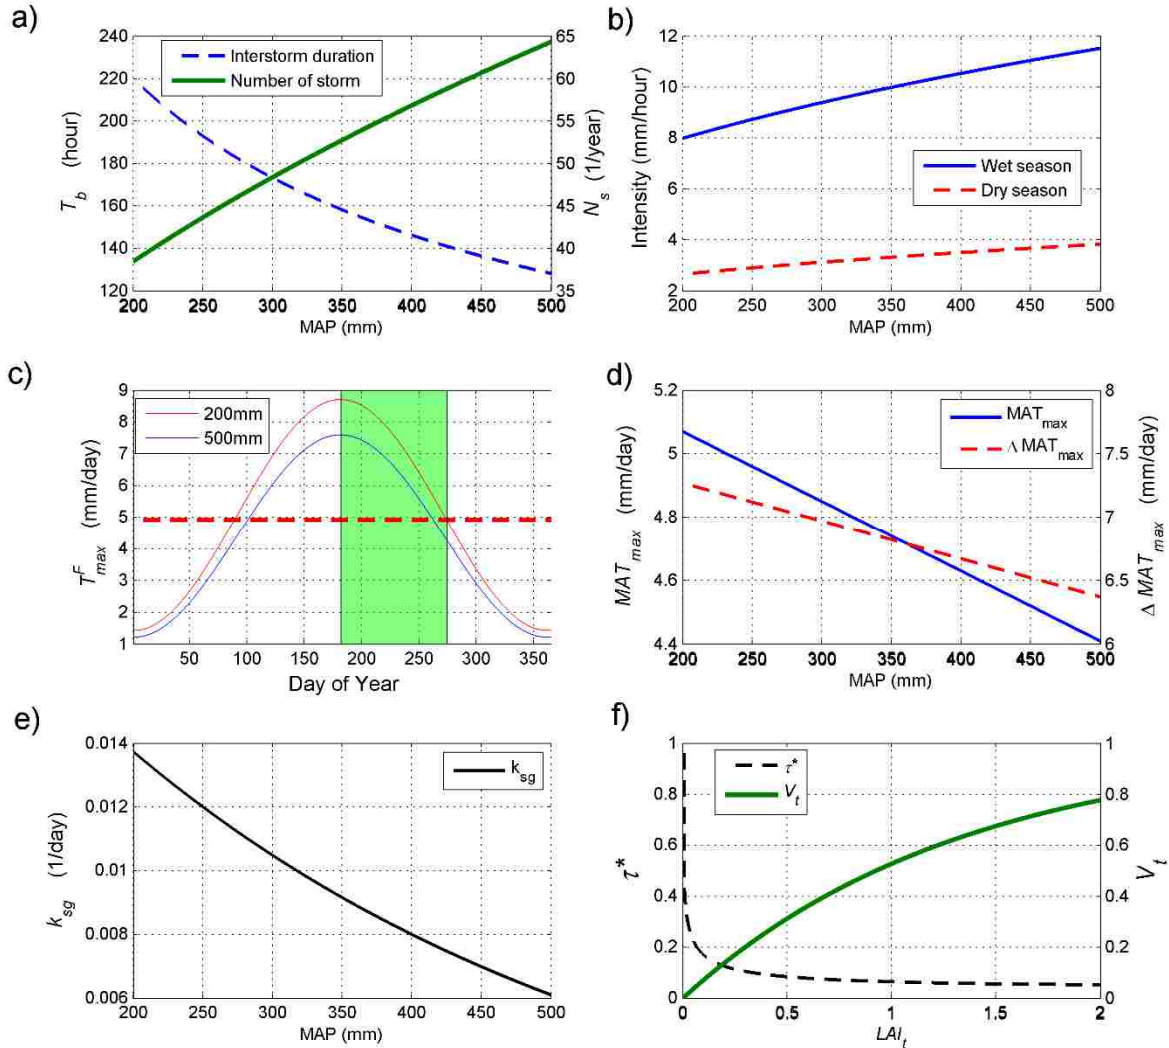 a)
240
220
200
180
160
140
120
T_b (hour)
Interstorm duration
Number of storm
65
60
55
50
45
40
35
N_s (1/year)
200 250 300 350 400 450 500
MAP (mm)
b)
12
10
8
6
4
2
Intensity (mm/hour)
Wet season
Dry season
200 250 300 350 400 450 500
MAP (mm)
c)
9
8
7
6
5
4
3
2
1
T^F_max (mm/day)
200mm
500mm
50 100 150 200 250 300 350
Day of Year
d)
5.2
5
4.8
4.6
4.4
MAT_max (mm/day)
MAT_max
Δ MAT_max
8
7.5
7
6.5
6
Δ MAT_max (mm/day)
200 250 300 350 400 450 500
MAP (mm)
e)
0.014
0.012
0.01
0.008
0.006
k_sg (1/day)
k_sg
200 250 300 350 400 450 500
MAP (mm)
f)
1
0.8
0.6
0.4
0.2
0
τ*
τ*
V_t
1
0.8
0.6
0.4
0.2
0
V_t
0 0.5 1 1.5 2
LAI_t